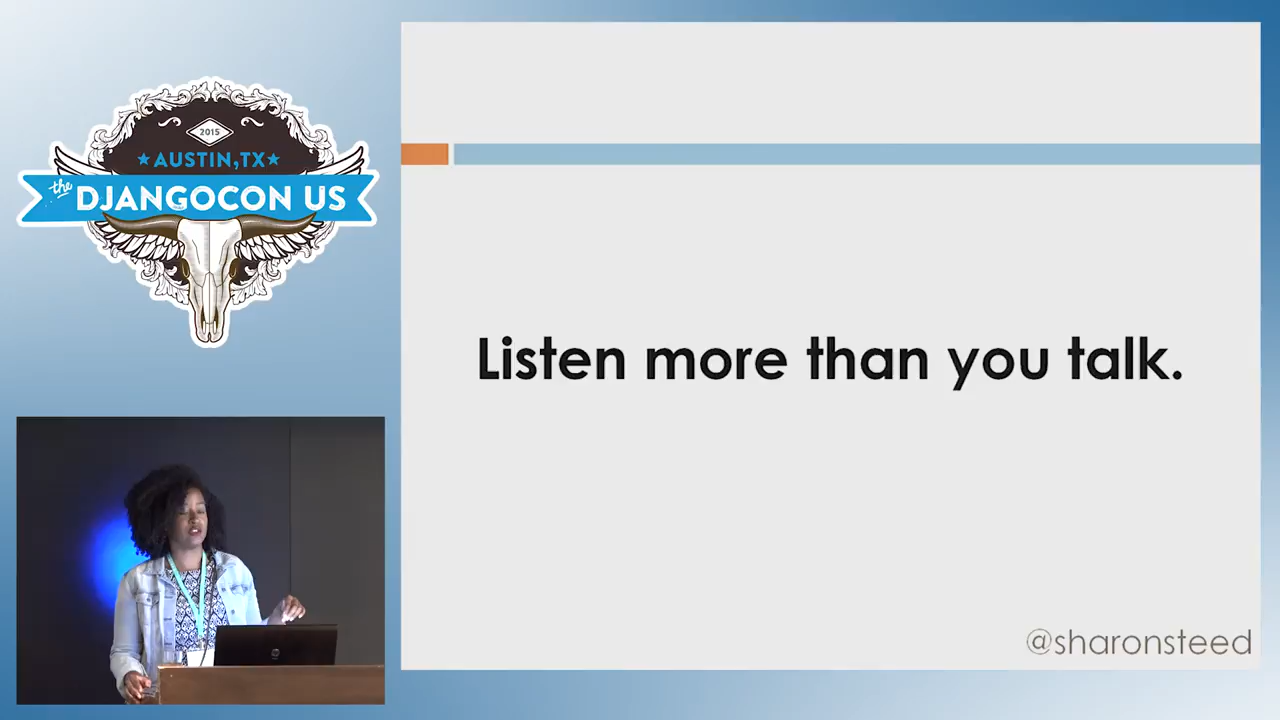 2015
★AUSTIN,TX★
the DJANGOCON US
Listen more than you talk.
@sharonsteed